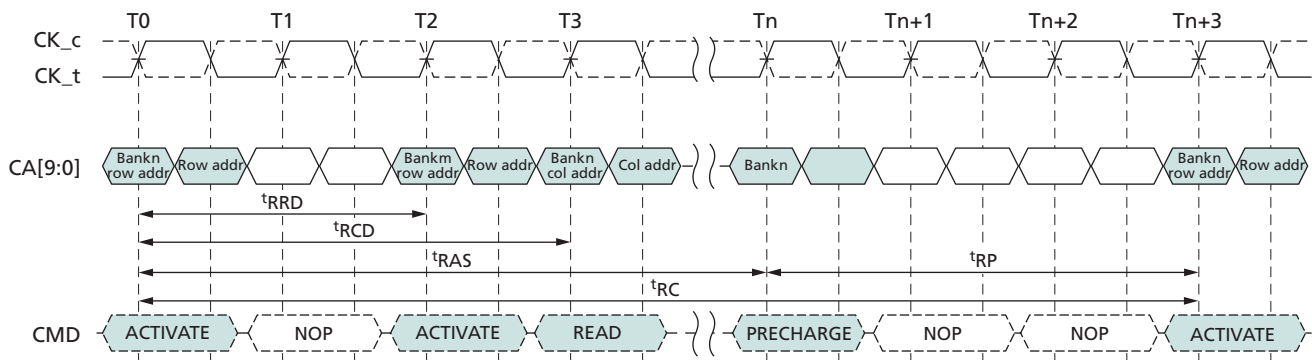 T0 T1 T2 T3 Tn Tn+1 Tn+2 Tn+3
CK_c
CK_t
CA[9:0]
Bankn row addr
Row addr
Bankm row addr
Row addr
Bankn col addr
Col addr
Bankn
Bankn row addr
Row addr
tRRD
tRCD
tRAS tRP
tRC
CMD ACTIVATE NOP ACTIVATE READ PRECHARGE NOP NOP ACTIVATE